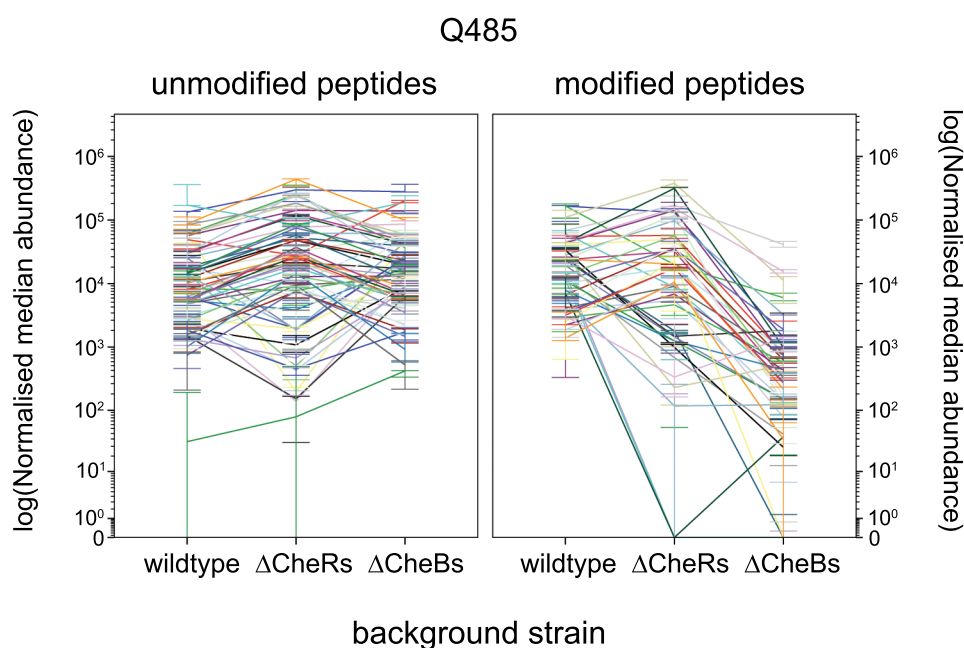 Q485
unmodified peptides
modified peptides
log(Normalised median abundance)
10⁶
10⁵
10⁴
10³
10²
10¹
10⁰
0
wildtype ΔCheRs ΔCheBs
wildtype ΔCheRs ΔCheBs
10⁶
10⁵
10⁴
10³
10²
10¹
10⁰
0
log(Normalised median abundance)
background strain